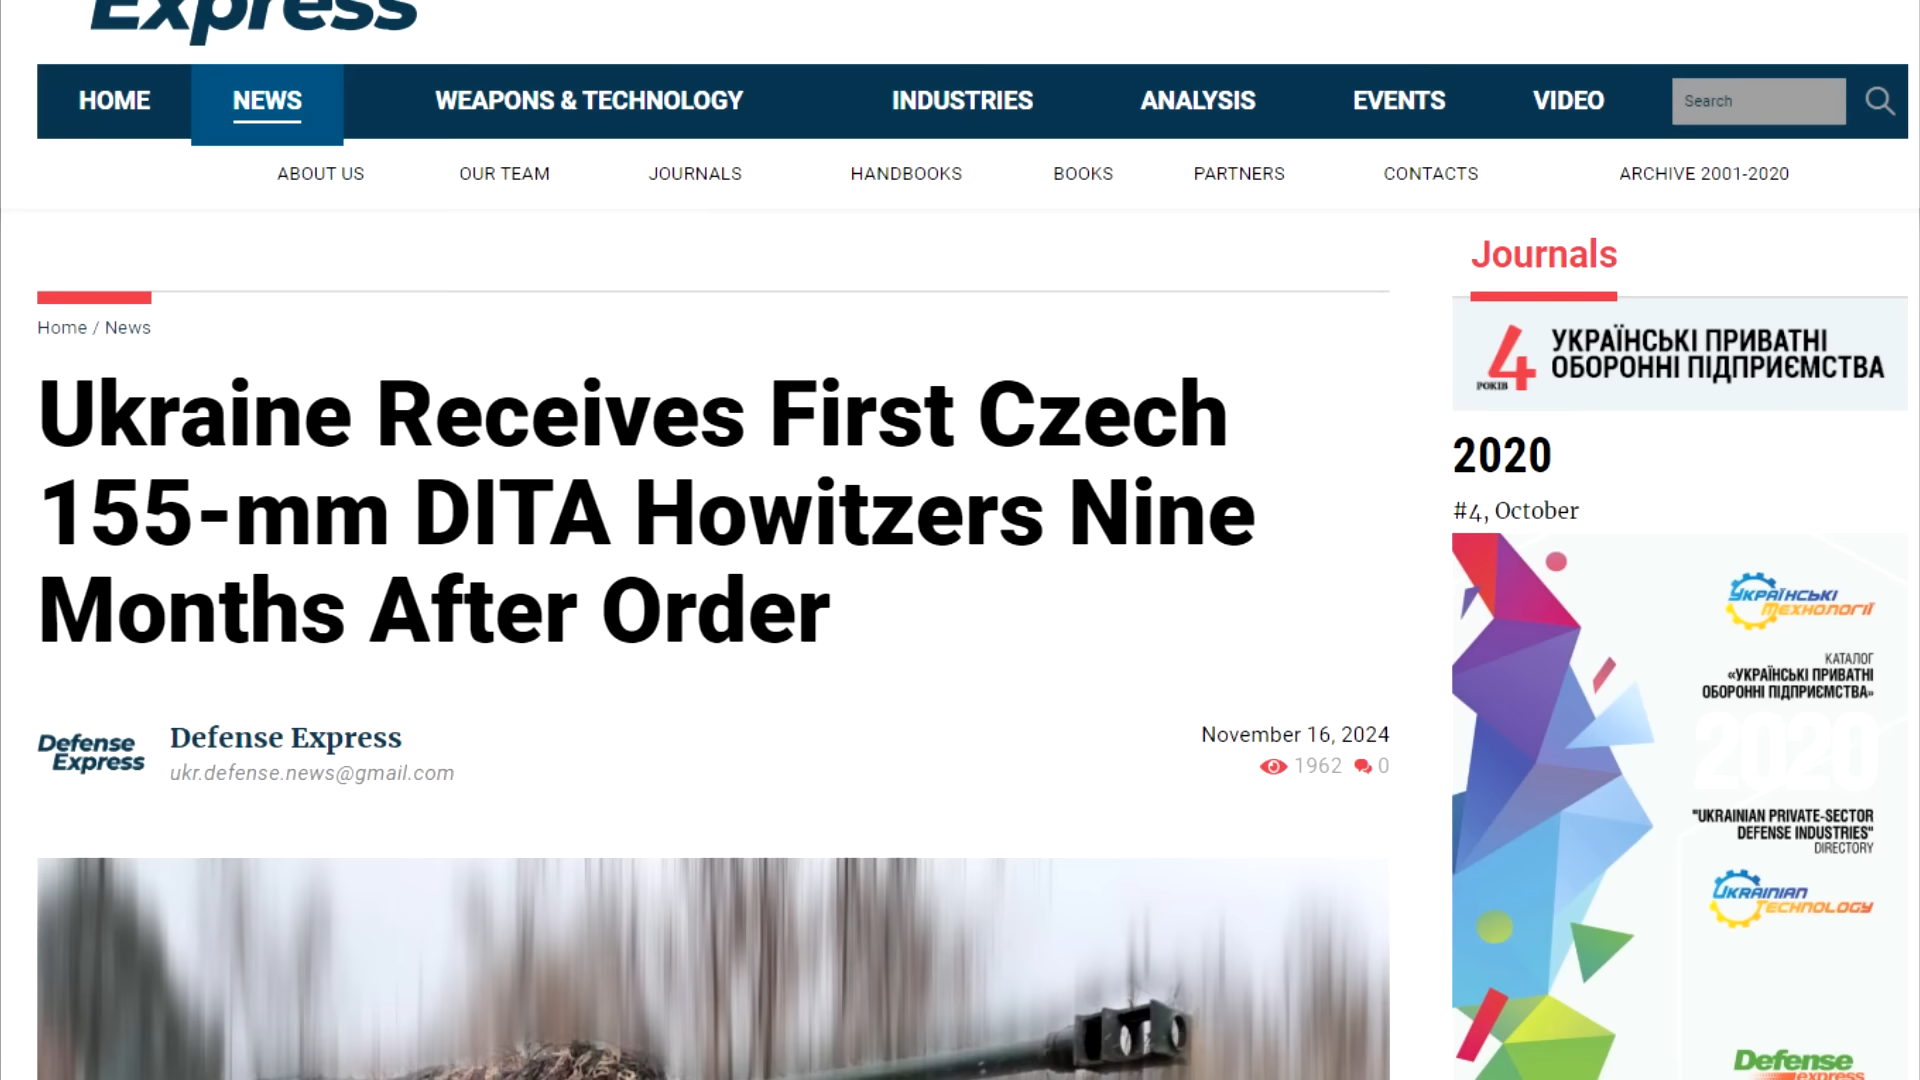 Express
HOME NEWS WEAPONS & TECHNOLOGY INDUSTRIES ANALYSIS EVENTS VIDEO Search
ABOUT US OUR TEAM JOURNALS HANDBOOKS BOOKS PARTNERS CONTACTS ARCHIVE 2001-2020
Home / News
Ukraine Receives First Czech
155-mm DITA Howitzers Nine
Months After Order
Defense
Express
Defense Express
ukr.defense.news@gmail.com
November 16, 2024
1962 0
Journals
4
РОКІВ
УКРАЇНСЬКІ ПРИВАТНІ
ОБОРОННІ ПІДПРИЄМСТВА
2020
#4, October
УКРАЇНСЬКІ
ТЕХНОЛОГІЇ
КАТАЛОГ
«УКРАЇНСЬКІ ПРИВАТНІ
ОБОРОННІ ПІДПРИЄМСТВА»
2020
"UKRAINIAN PRIVATE-SECTOR
DEFENSE INDUSTRIES"
DIRECTORY
UKRAINIAN
TECHNOLOGY
Defense
express